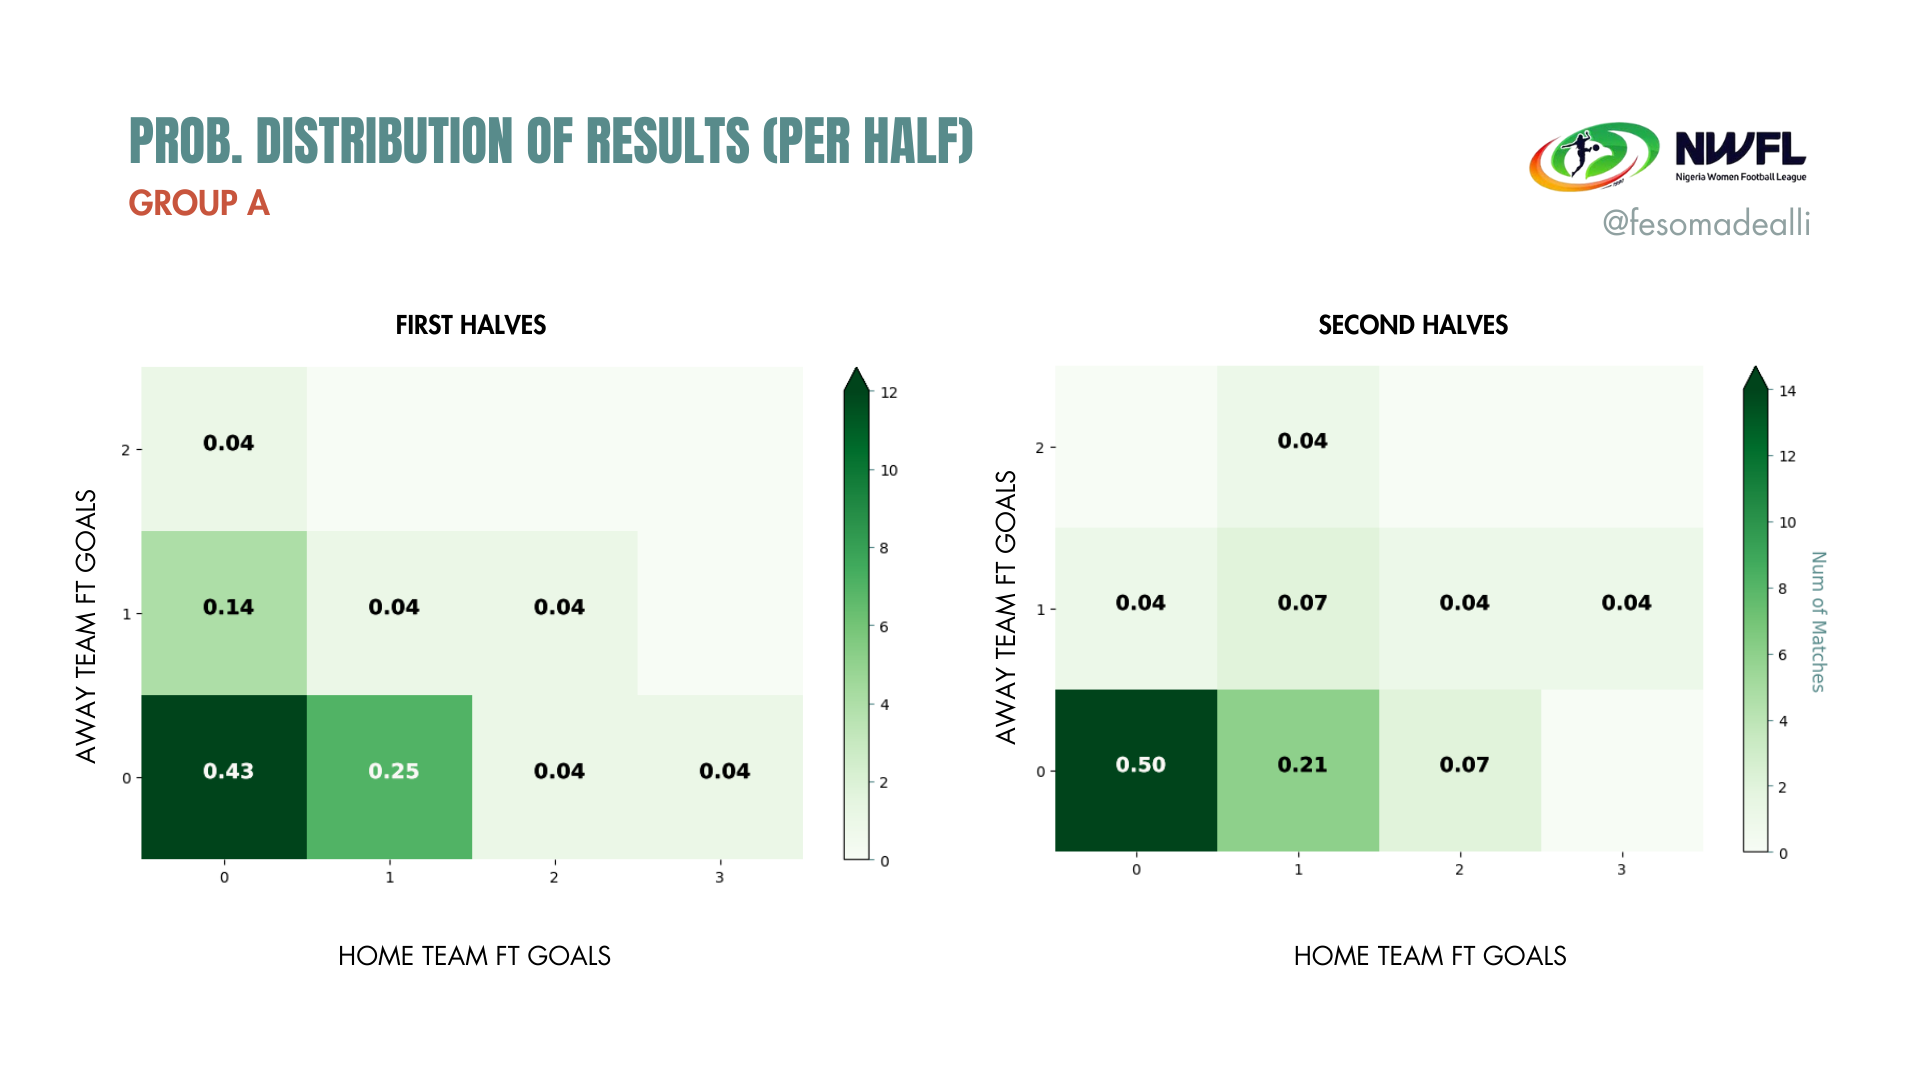 PROB. DISTRIBUTION OF RESULTS (PER HALF)
GROUP A
NWFL
Nigeria Women Football League
@fesomadealli
FIRST HALVES
AWAY TEAM FT GOALS
2
0.04
1
0.14 0.04 0.04
0
0.43 0.25 0.04 0.04
0 1 2 3
HOME TEAM FT GOALS
12
10
8
6
4
2
0
SECOND HALVES
AWAY TEAM FT GOALS
2
0.04
1
0.04 0.07 0.04 0.04
0
0.50 0.21 0.07
0 1 2 3
HOME TEAM FT GOALS
14
12
10
8
6
4
2
0
Num of Matches